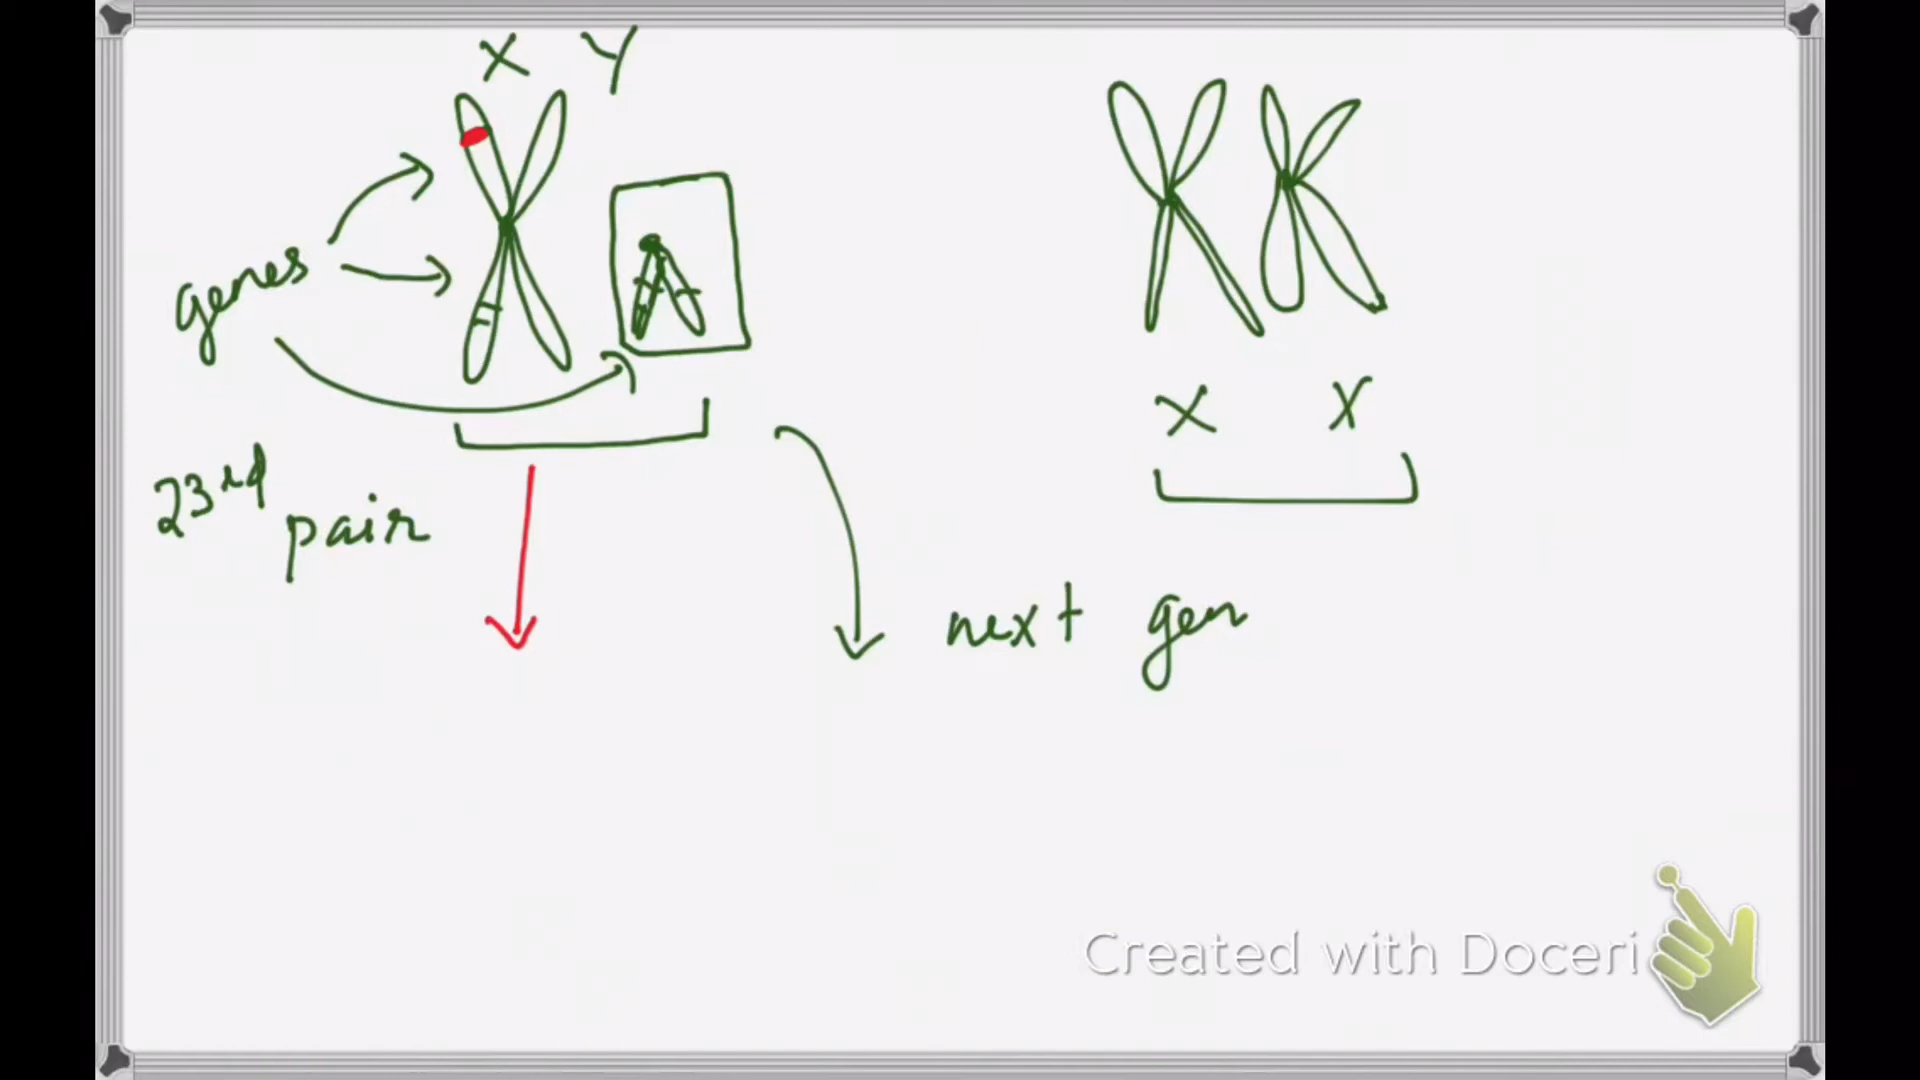 X Y
genes
X X
23rd
pair
next gen
Created with Doceri